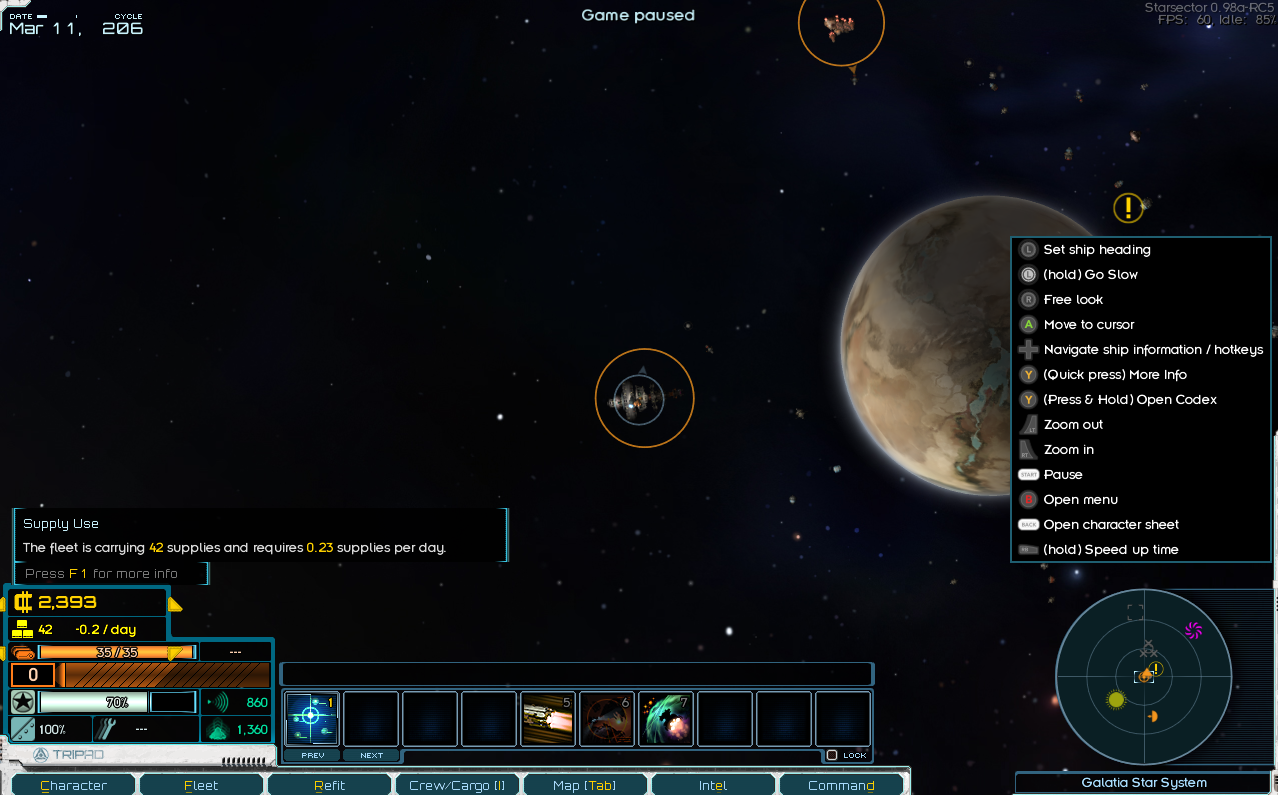 DATE
CYCLE
Mar 11, 206
Game paused
Starsector 0.98a-RC5
FPS: 60, Idle: 85%
!
L Set ship heading
L (hold) Go Slow
R Free look
A Move to cursor
Navigate ship information / hotkeys
Y (Quick press) More Info
Y (Press & Hold) Open Codex
LT Zoom out
RT Zoom in
START Pause
B Open menu
BACK Open character sheet
RB (hold) Speed up time
Supply Use
The fleet is carrying 42 supplies and requires 0.23 supplies per day.
Press F1 for more info
2,393
42 -0.2 / day
35 / 35 ---
0
70% 860
100% --- 1,360
TRIPAD
1 5 6 7
PREV NEXT LOCK
!
Character Fleet Refit Crew/Cargo [I] Map [Tab] Intel Command
Galatia Star System